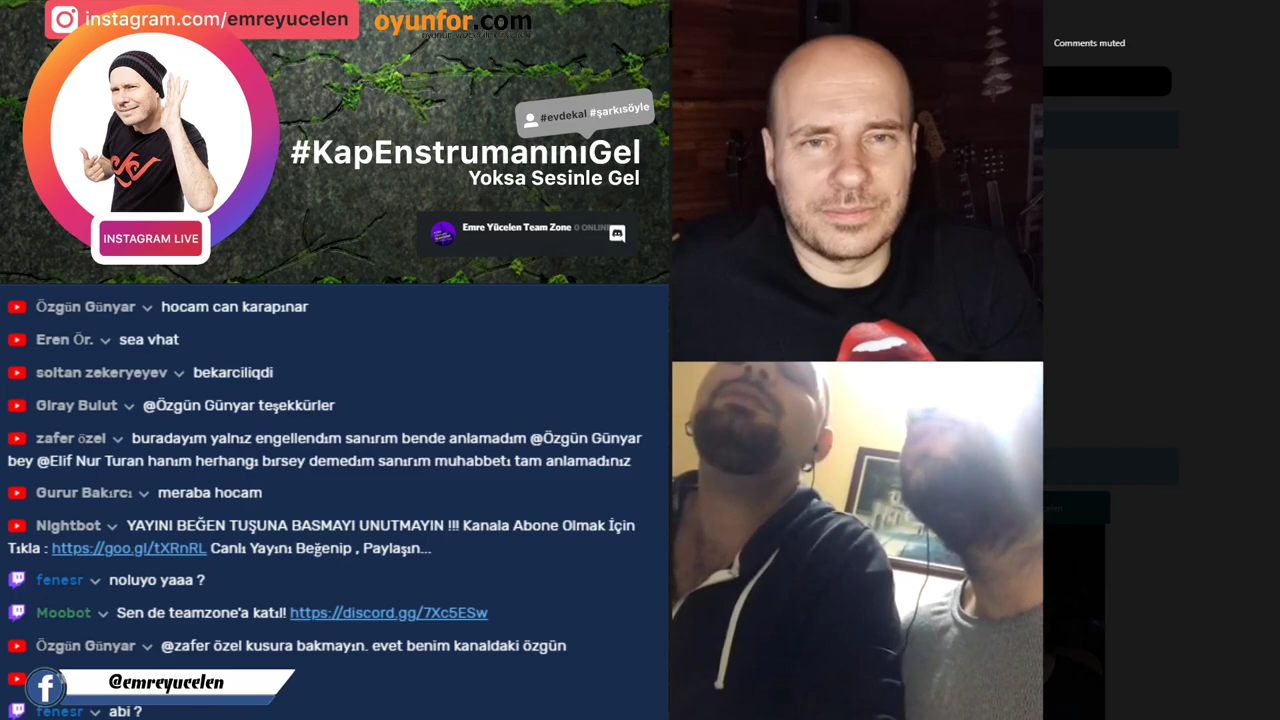 instagram.com/emreyucelen
oyunfor.com
#evdekal #şarkısöyle
#KapEnstrumanınıGel
Yoksa Sesinle Gel
INSTAGRAM LIVE
Emre Yücelen Team Zone 0 ONLINE
Comments muted
Özgün Günyar hocam can karapınar
Eren Ör. sea vhat
soltan zekeryeyev bekarciliqdi
Giray Bulut @Özgün Günyar teşekkürler
zafer özel buradayım yalnız engellendım sanırım bende anlamadım @Özgün Günyar
bey @Elif Nur Turan hanım herhangı bırsey demedım sanırım muhabbetı tam anlamadınız
Gurur Bakırcı meraba hocam
Nightbot YAYINI BEĞEN TUŞUNA BASMAYI UNUTMAYIN !!! Kanala Abone Olmak İçin
Tıkla : https://goo.gl/tXRnRL Canlı Yayını Beğenip , Paylaşın...
fenesr noluyo yaaa ?
Moobot Sen de teamzone'a katıl! https://discord.gg/7Xc5ESw
Özgün Günyar @zafer özel kusura bakmayın. evet benim kanaldaki özgün
@emreyucelen
fenesr abi ?